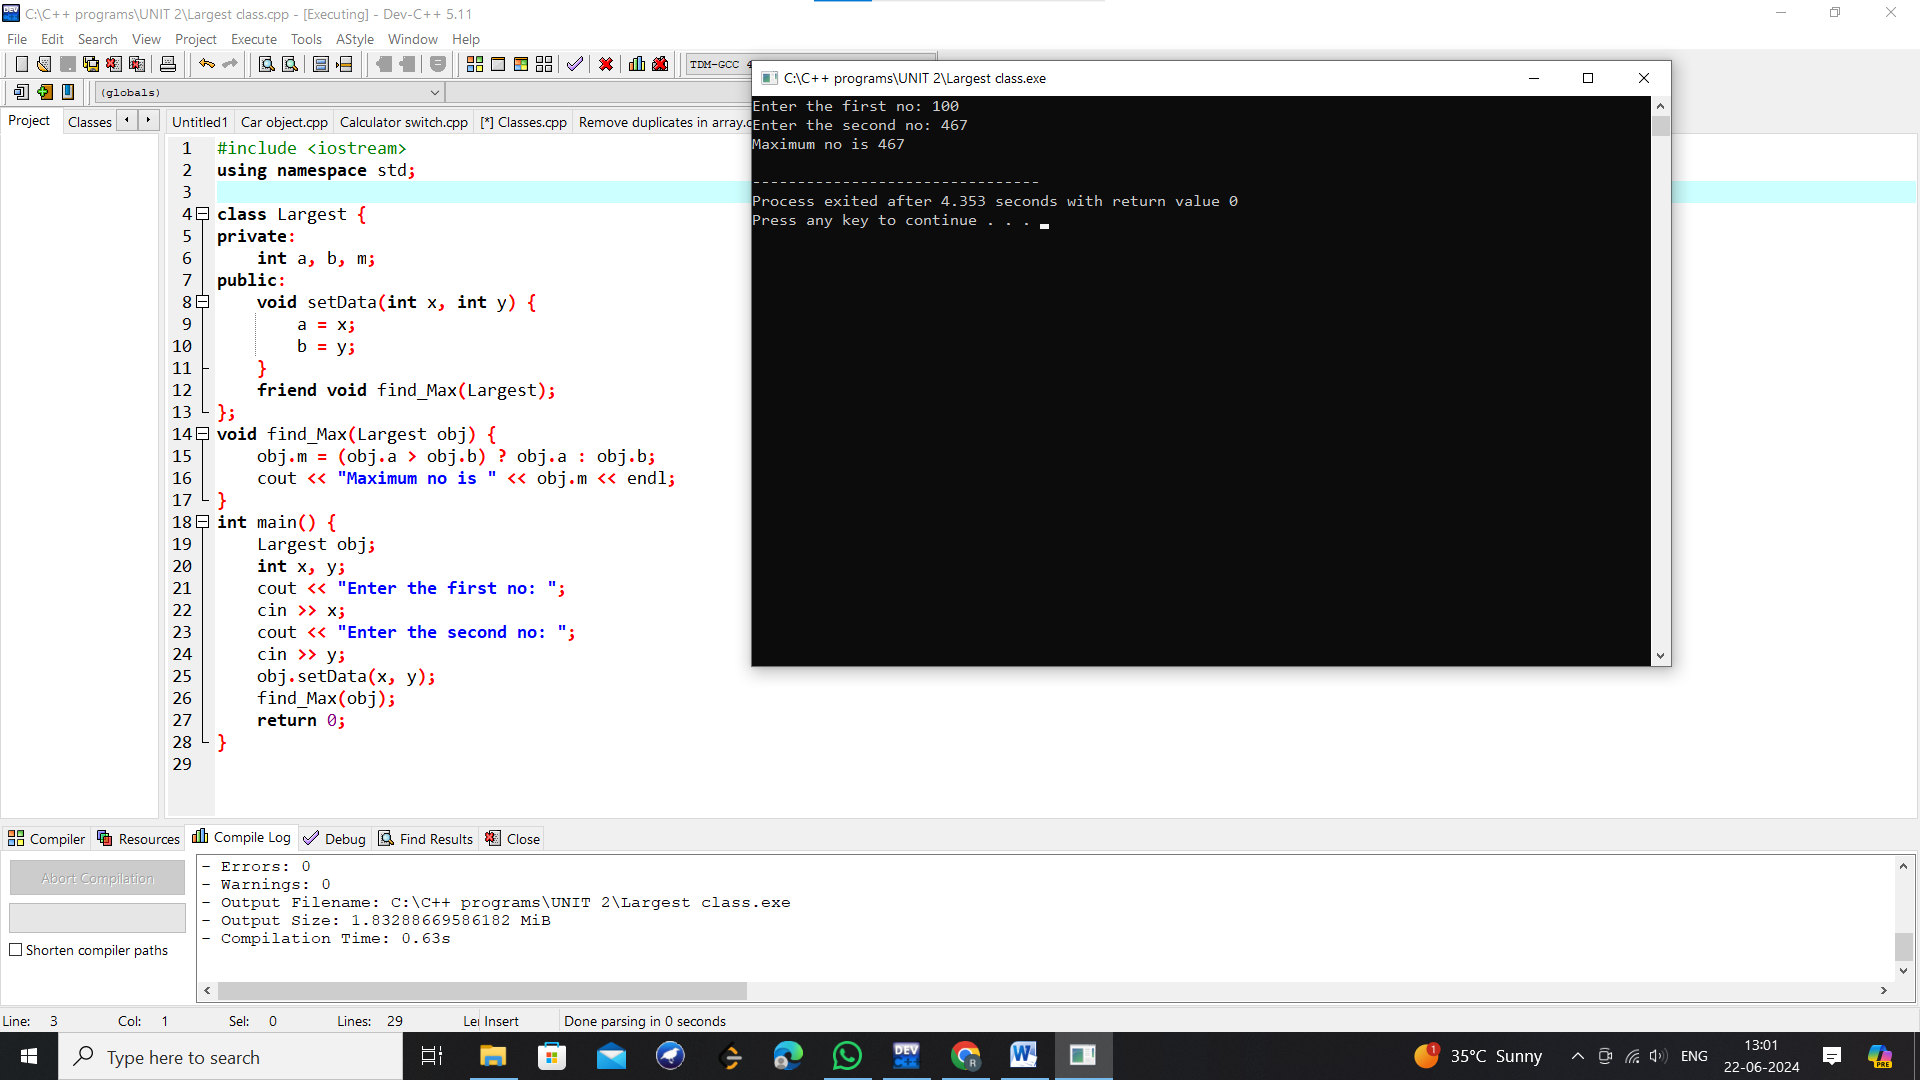 C:\C++ programs\UNIT 2\Largest class.cpp - [Executing] - Dev-C++ 5.11
File Edit Search View Project Execute Tools AStyle Window Help
TDM-GCC 4
(globals)
Project Classes
Untitled1 Car object.cpp Calculator switch.cpp [*] Classes.cpp Remove duplicates in array.c
1 #include <iostream>
2 using namespace std;
3
4 class Largest {
5 private:
6 int a, b, m;
7 public:
8 void setData(int x, int y) {
9 a = x;
10 b = y;
11 }
12 friend void find_Max(Largest);
13 };
14 void find_Max(Largest obj) {
15 obj.m = (obj.a > obj.b) ? obj.a : obj.b;
16 cout << "Maximum no is " << obj.m << endl;
17 }
18 int main() {
19 Largest obj;
20 int x, y;
21 cout << "Enter the first no: ";
22 cin >> x;
23 cout << "Enter the second no: ";
24 cin >> y;
25 obj.setData(x, y);
26 find_Max(obj);
27 return 0;
28 }
29
C:\C++ programs\UNIT 2\Largest class.exe
Enter the first no: 100
Enter the second no: 467
Maximum no is 467
--------------------------------
Process exited after 4.353 seconds with return value 0
Press any key to continue . . .
Compiler Resources Compile Log Debug Find Results Close
Abort Compilation
Shorten compiler paths
- Errors: 0
- Warnings: 0
- Output Filename: C:\C++ programs\UNIT 2\Largest class.exe
- Output Size: 1.83288669586182 MiB
- Compilation Time: 0.63s
Line: 3 Col: 1 Sel: 0 Lines: 29 Insert Done parsing in 0 seconds
Type here to search
DEV
1
35°C Sunny
ENG
13:01
22-06-2024
PRE